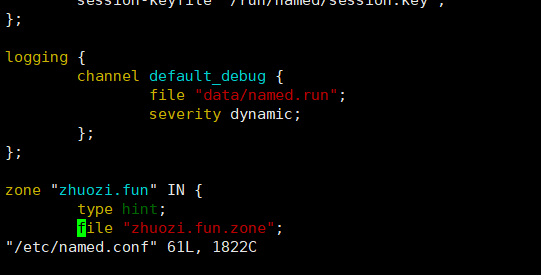 session-keyfile "/run/named/session.key";
};
logging {
channel default_debug {
file "data/named.run";
severity dynamic;
};
};
zone "zhuozi.fun" IN {
type hint;
file "zhuozi.fun.zone";
"/etc/named.conf" 61L, 1822C